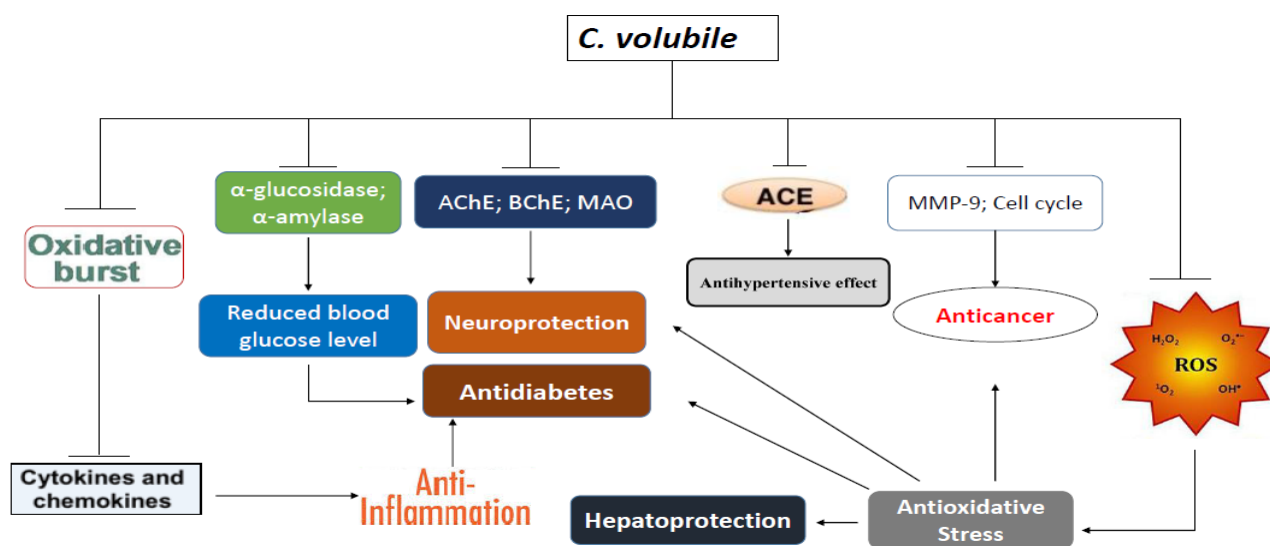 C. volubile
α-glucosidase;
α-amylase
AChE; BChE; MAO
ACE
MMP-9; Cell cycle
Oxidative
burst
Antihypertensive effect
Reduced blood
glucose level
Neuroprotection
Anticancer
H₂O₂ O₂•−
ROS
¹O₂ OH•
Antidiabetes
Cytokines and
chemokines
Anti-
Inflammation
Hepatoprotection
Antioxidative
Stress